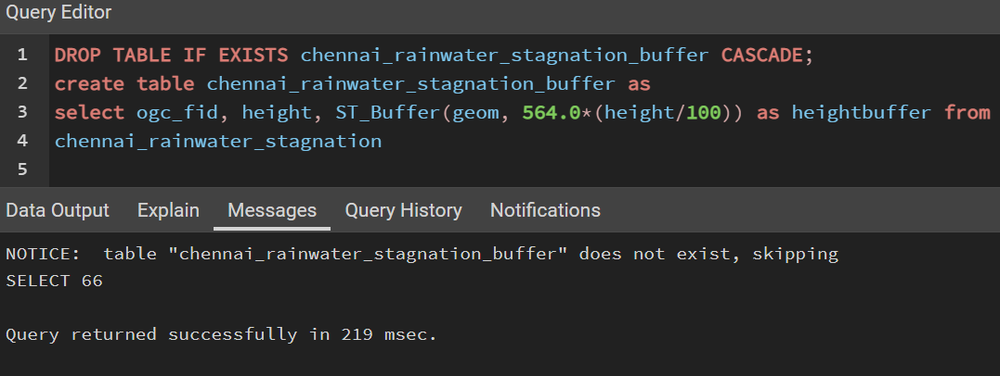 Query Editor
1 DROP TABLE IF EXISTS chennai_rainwater_stagnation_buffer CASCADE;
2 create table chennai_rainwater_stagnation_buffer as
3 select ogc_fid, height, ST_Buffer(geom, 564.0*(height/100)) as heightbuffer from
4 chennai_rainwater_stagnation
5
Data Output Explain Messages Query History Notifications
NOTICE:  table "chennai_rainwater_stagnation_buffer" does not exist, skipping
SELECT 66
Query returned successfully in 219 msec.